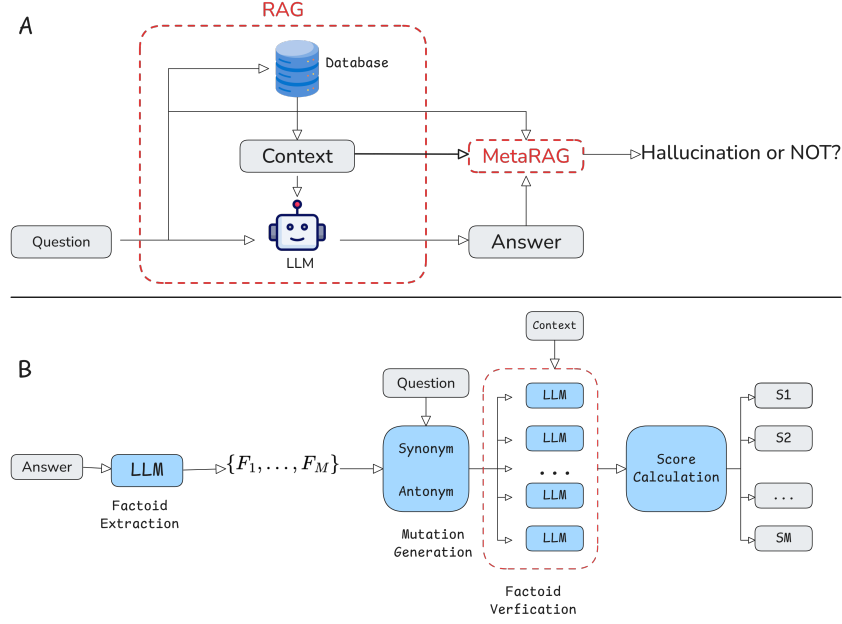 A
RAG
Database
Context
MetaRAG
Hallucination or NOT?
Question
LLM
Answer
B
Context
Question
LLM
LLM
...
LLM
LLM
Answer
LLM
{F1, . . . , FM}
Synonym
Antonym
Score
Calculation
S1
S2
...
SM
Factoid
Extraction
Mutation
Generation
Factoid
Verfication